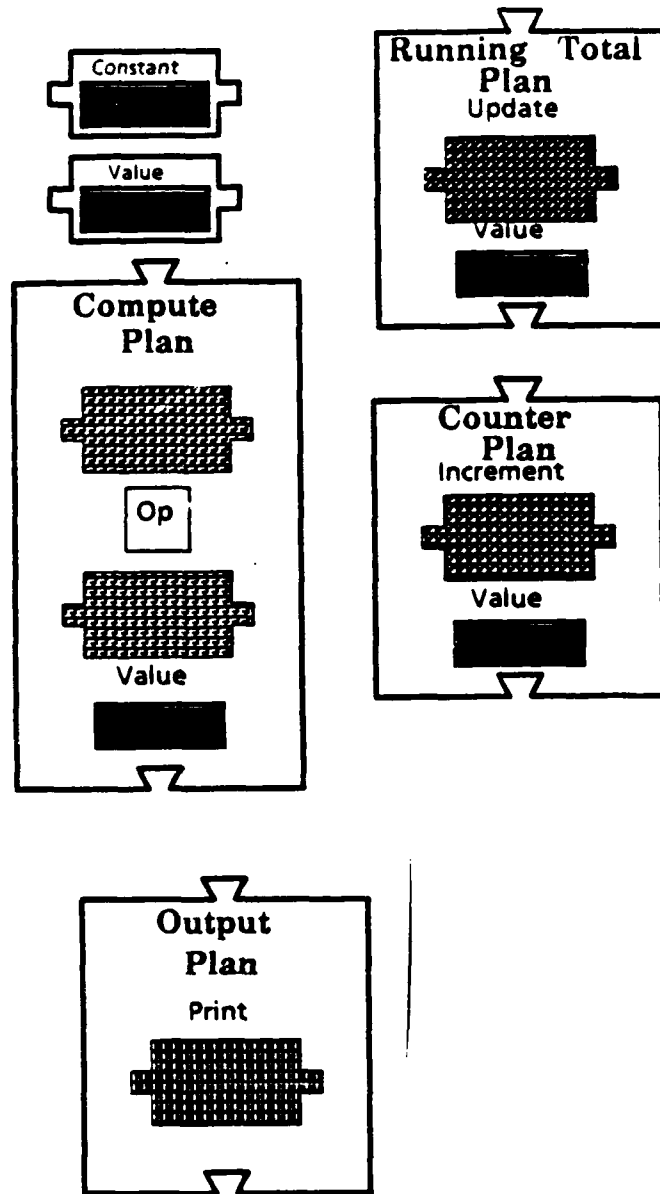 Constant
Value
Compute
Plan
Op
Value
Running Total
Plan
Update
Value
Counter
Plan
Increment
Value
Output
Plan
Print